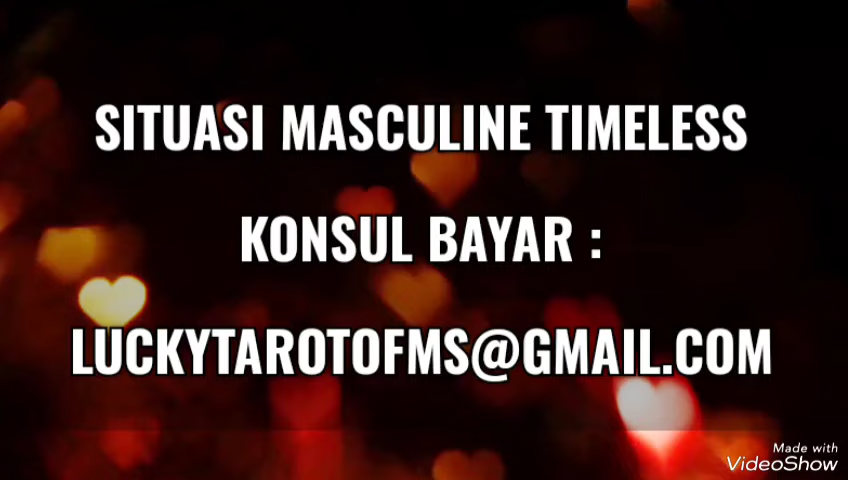 SITUASI MASCULINE TIMELESS
KONSUL BAYAR :
LUCKYTAROTOFMS@GMAIL.COM
Made with
VideoShow